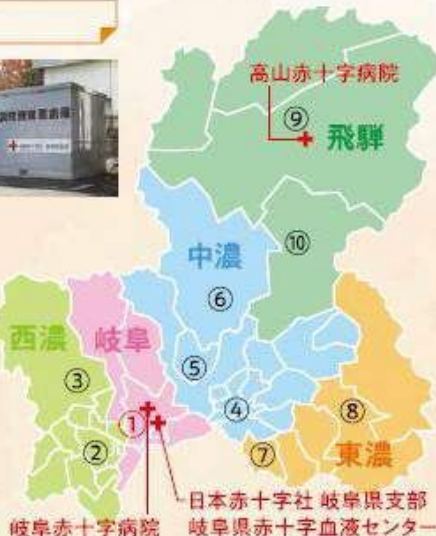 高山赤十字病院
⑨
飛騨
⑩
中濃
⑥
西濃
岐阜
③
⑤
①
④
②
⑧
⑦
東濃
日本赤十字社 岐阜県支部
岐阜赤十字病院
岐阜県赤十字血液センター